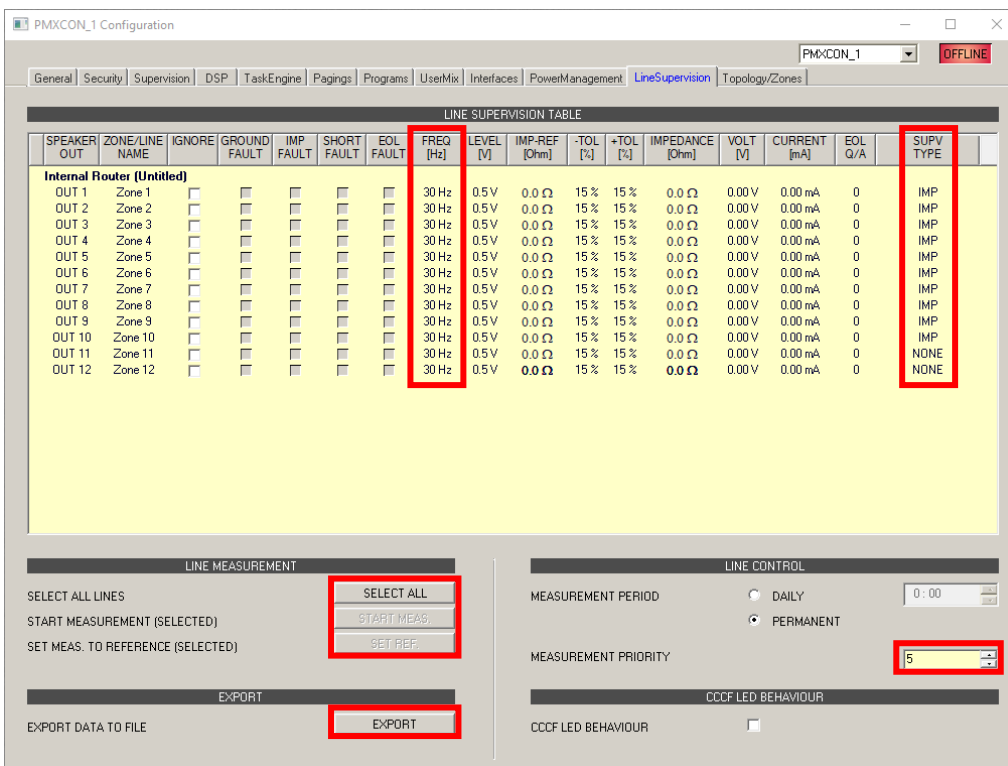 PMXCON_1 Configuration
PMXCON_1 OFFLINE
General Security Supervision DSP TaskEngine Pagings Programs UserMix Interfaces PowerManagement LineSupervision Topology/Zones
LINE SUPERVISION TABLE
SPEAKER OUT ZONE/LINE NAME IGNORE GROUND FAULT IMP FAULT SHORT FAULT EOL FAULT FREQ [Hz] LEVEL [V] IMP-REF [Ohm] -TOL [%] +TOL [%] IMPEDANCE [Ohm] VOLT [V] CURRENT [mA] EOL Q/A SUPV TYPE
Internal Router (Untitled)
OUT 1 Zone 1 30 Hz 0.5 V 0.0 Ω 15 % 15 % 0.0 Ω 0.00 V 0.00 mA 0 IMP
OUT 2 Zone 2 30 Hz 0.5 V 0.0 Ω 15 % 15 % 0.0 Ω 0.00 V 0.00 mA 0 IMP
OUT 3 Zone 3 30 Hz 0.5 V 0.0 Ω 15 % 15 % 0.0 Ω 0.00 V 0.00 mA 0 IMP
OUT 4 Zone 4 30 Hz 0.5 V 0.0 Ω 15 % 15 % 0.0 Ω 0.00 V 0.00 mA 0 IMP
OUT 5 Zone 5 30 Hz 0.5 V 0.0 Ω 15 % 15 % 0.0 Ω 0.00 V 0.00 mA 0 IMP
OUT 6 Zone 6 30 Hz 0.5 V 0.0 Ω 15 % 15 % 0.0 Ω 0.00 V 0.00 mA 0 IMP
OUT 7 Zone 7 30 Hz 0.5 V 0.0 Ω 15 % 15 % 0.0 Ω 0.00 V 0.00 mA 0 IMP
OUT 8 Zone 8 30 Hz 0.5 V 0.0 Ω 15 % 15 % 0.0 Ω 0.00 V 0.00 mA 0 IMP
OUT 9 Zone 9 30 Hz 0.5 V 0.0 Ω 15 % 15 % 0.0 Ω 0.00 V 0.00 mA 0 IMP
OUT 10 Zone 10 30 Hz 0.5 V 0.0 Ω 15 % 15 % 0.0 Ω 0.00 V 0.00 mA 0 IMP
OUT 11 Zone 11 30 Hz 0.5 V 0.0 Ω 15 % 15 % 0.0 Ω 0.00 V 0.00 mA 0 NONE
OUT 12 Zone 12 30 Hz 0.5 V 0.0 Ω 15 % 15 % 0.0 Ω 0.00 V 0.00 mA 0 NONE
LINE MEASUREMENT
SELECT ALL LINES SELECT ALL
START MEASUREMENT (SELECTED) START MEAS.
SET MEAS. TO REFERENCE (SELECTED) SET REF.
EXPORT
EXPORT DATA TO FILE EXPORT
LINE CONTROL
MEASUREMENT PERIOD DAILY 0:00
PERMANENT
MEASUREMENT PRIORITY 5
CCCF LED BEHAVIOUR
CCCF LED BEHAVIOUR